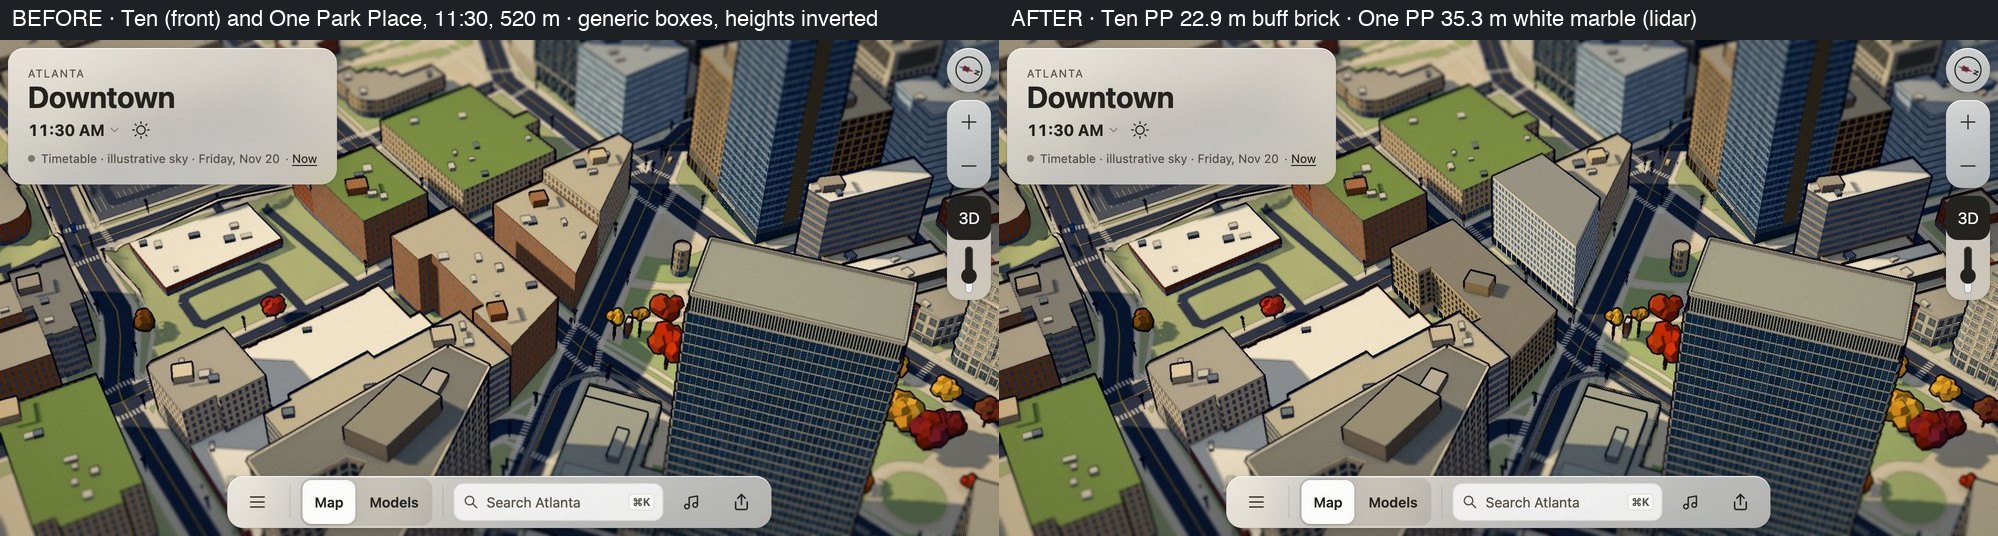 BEFORE · Ten (front) and One Park Place, 11:30, 520 m · generic boxes, heights inverted
ATLANTA
Downtown
11:30 AM
Timetable · illustrative sky · Friday, Nov 20 · Now
N
3D
Map Models Search Atlanta ⌘K
AFTER · Ten PP 22.9 m buff brick · One PP 35.3 m white marble (lidar)
ATLANTA
Downtown
11:30 AM
Timetable · illustrative sky · Friday, Nov 20 · Now
N
3D
Map Models Search Atlanta ⌘K